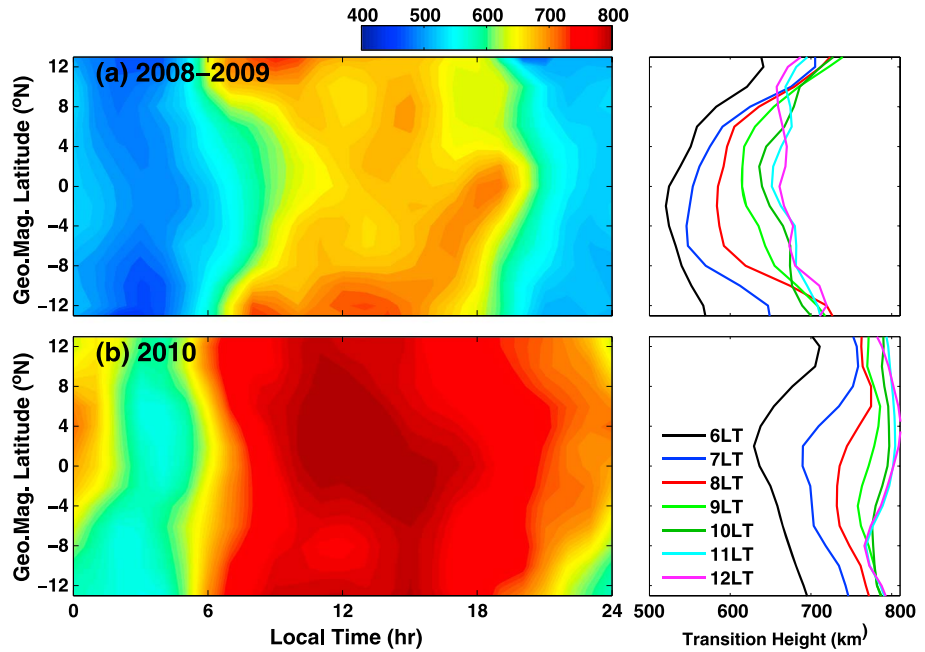 400 500 600 700 800
(a) 2008–2009
12
8
4
0
−4
−8
−12
Geo.Mag. Latitude (ºN)
(b) 2010
12
8
4
0
−4
−8
−12
Geo.Mag. Latitude (ºN)
0 6 12 18 24
Local Time (hr)
6LT
7LT
8LT
9LT
10LT
11LT
12LT
500 600 700 800
Transition Height (km)